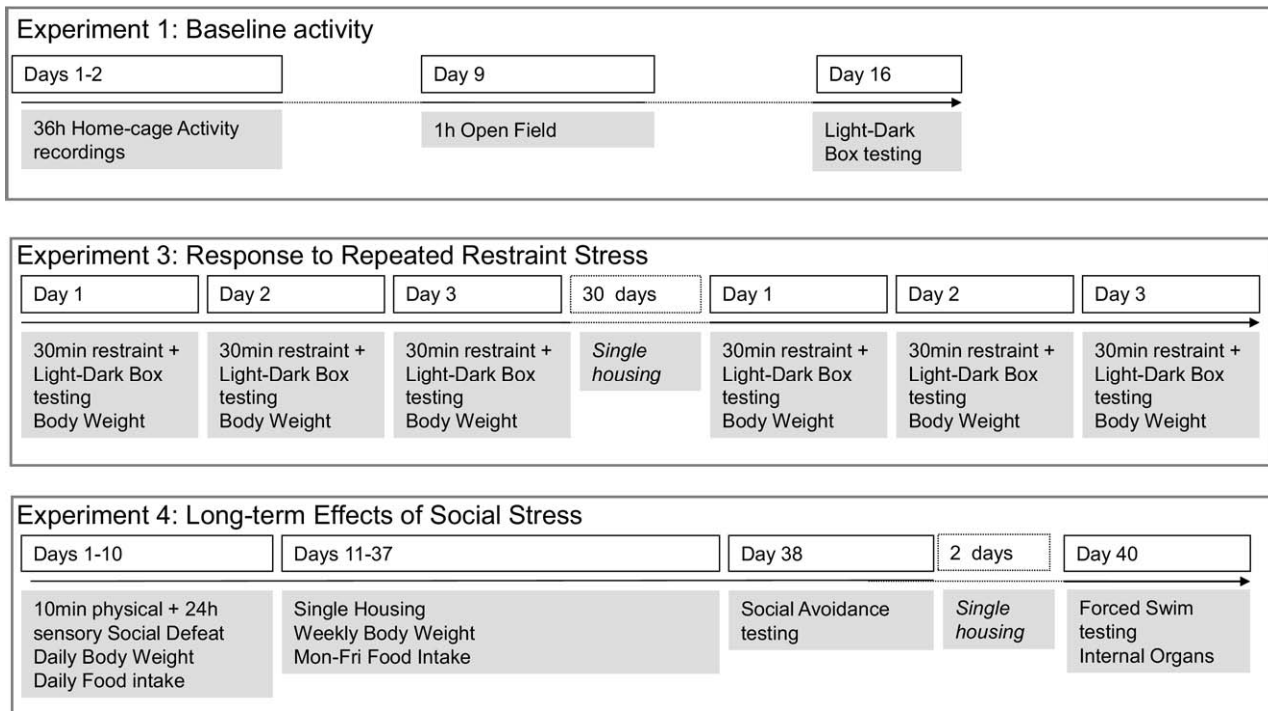 Experiment 1: Baseline activity
Days 1-2
Day 9
Day 16
36h Home-cage Activity
recordings
1h Open Field
Light-Dark
Box testing
Experiment 3: Response to Repeated Restraint Stress
Day 1
Day 2
Day 3
30 days
Day 1
Day 2
Day 3
30min restraint +
Light-Dark Box
testing
Body Weight
30min restraint +
Light-Dark Box
testing
Body Weight
30min restraint +
Light-Dark Box
testing
Body Weight
Single
housing
30min restraint +
Light-Dark Box
testing
Body Weight
30min restraint +
Light-Dark Box
testing
Body Weight
30min restraint +
Light-Dark Box
testing
Body Weight
Experiment 4: Long-term Effects of Social Stress
Days 1-10
Days 11-37
Day 38
2 days
Day 40
10min physical + 24h
sensory Social Defeat
Daily Body Weight
Daily Food intake
Single Housing
Weekly Body Weight
Mon-Fri Food Intake
Social Avoidance
testing
Single
housing
Forced Swim
testing
Internal Organs